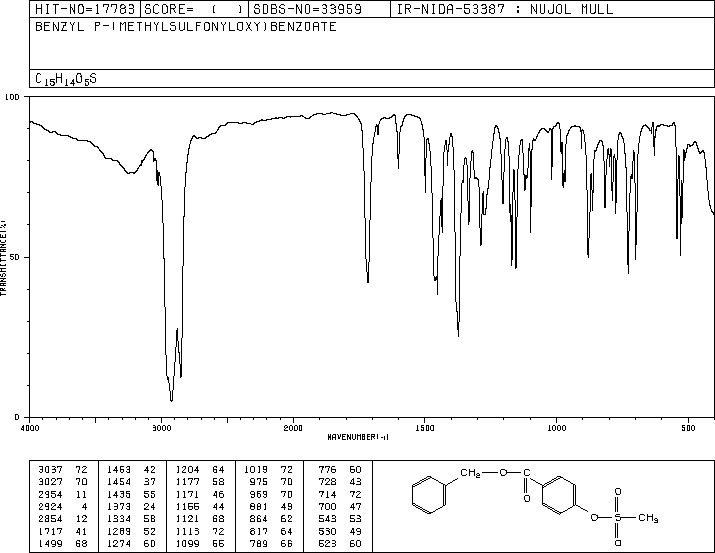 HIT-NO=17783 SCORE= ( ) SDBS-NO=33959 IR-NIDA-53387 : NUJOL MULL
BENZYL P-(METHYLSULFONYLOXY)BENZOATE
C15H14O5S
100
50
0
TRANSMITTANCE(%)
4000 3000 2000 1500 1000 500
WAVENUMBER(-1)
3037 72 1463 42 1204 64 1019 72 776 60
3027 70 1454 37 1177 58 975 70 728 43
2954 11 1435 55 1171 46 969 70 714 72
2924 4 1373 24 1155 44 881 49 700 47
2854 12 1334 58 1121 68 864 62 543 53
1717 41 1289 52 1113 72 817 64 530 49
1499 68 1274 60 1099 55 789 66 523 60
CH2 O C
O
O
O S CH3
O